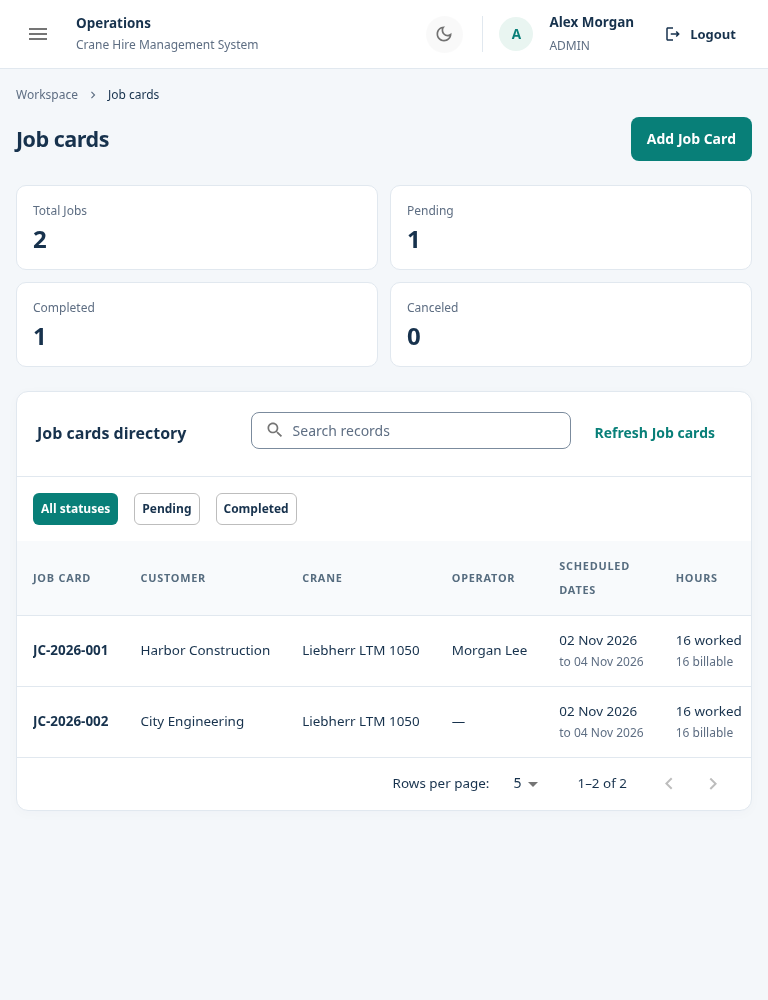 Operations
Crane Hire Management System
A
Alex Morgan
ADMIN
Logout
Workspace > Job cards
Job cards
Add Job Card
Total Jobs
2
Pending
1
Completed
1
Canceled
0
Job cards directory
Search records
Refresh Job cards
All statuses
Pending
Completed
JOB CARD CUSTOMER CRANE OPERATOR SCHEDULED DATES HOURS
JC-2026-001 Harbor Construction Liebherr LTM 1050 Morgan Lee 02 Nov 2026 16 worked
to 04 Nov 2026 16 billable
JC-2026-002 City Engineering Liebherr LTM 1050 — 02 Nov 2026 16 worked
to 04 Nov 2026 16 billable
Rows per page: 5 1–2 of 2